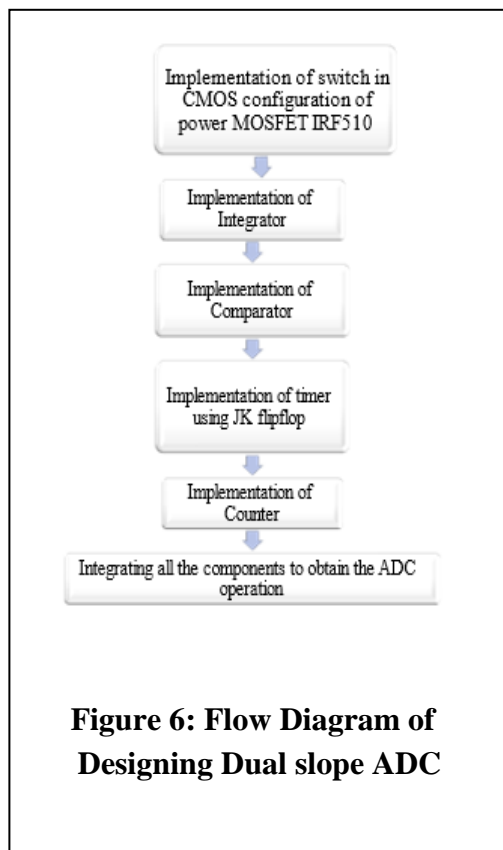 Implementation of switch in
CMOS configuration of
power MOSFET IRF510
Implementation of
Integrator
Implementation of
Comparator
Implementation of timer
using JK flipflop
Implementation of
Counter
Integrating all the components to obtain the ADC
operation
Figure 6: Flow Diagram of
Designing Dual slope ADC